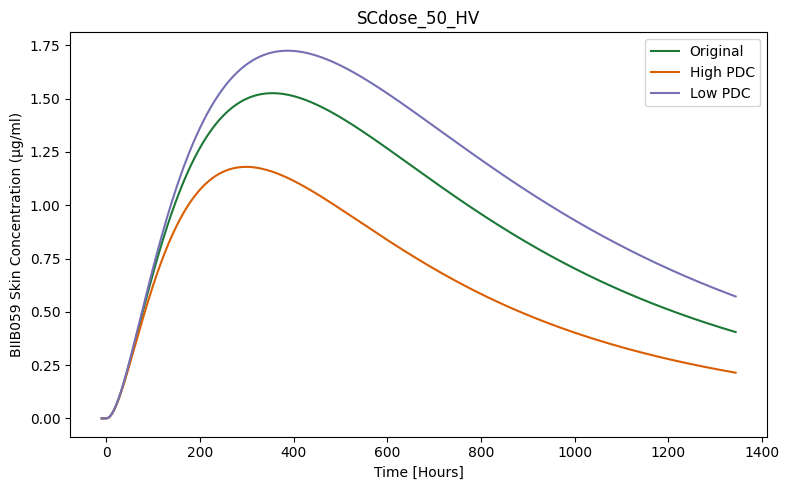 SCdose_50_HV
BIIB059 Skin Concentration (µg/ml)
1.75
1.50
1.25
1.00
0.75
0.50
0.25
0.00
Original
High PDC
Low PDC
0 200 400 600 800 1000 1200 1400
Time [Hours]